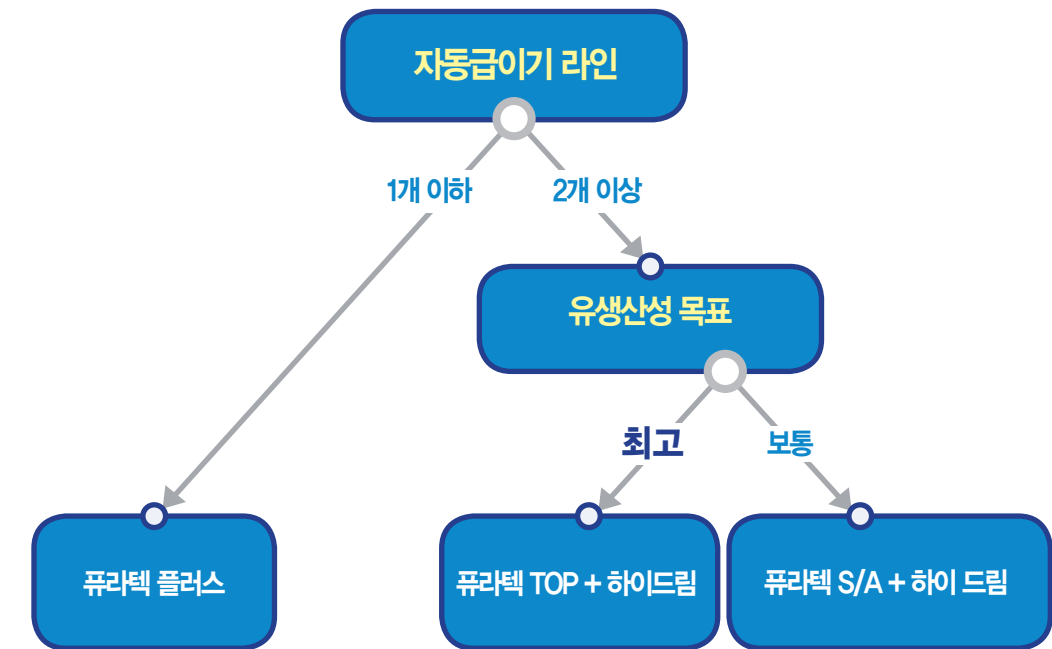 자동급이기 라인
1개 이하
2개 이상
유생산성 목표
최고
보통
퓨라텍 플러스
퓨라텍 TOP + 하이드림
퓨라텍 S/A + 하이 드림